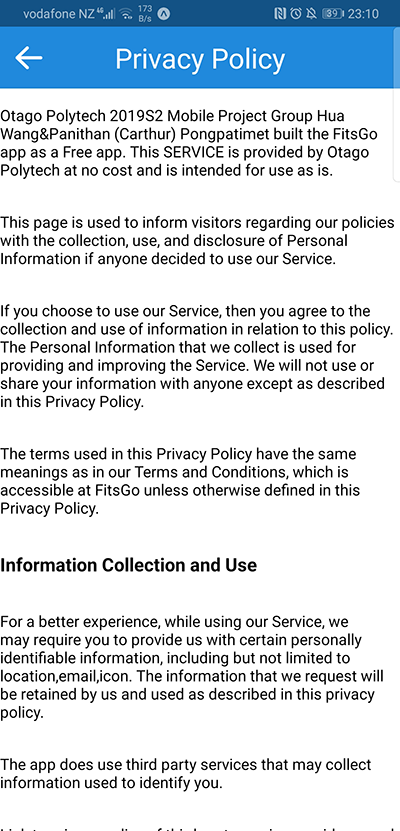 vodafone NZ 4G 173 B/s 39 23:10
Privacy Policy
Otago Polytech 2019S2 Mobile Project Group Hua
Wang&Panithan (Carthur) Pongpatimet built the FitsGo
app as a Free app. This SERVICE is provided by Otago
Polytech at no cost and is intended for use as is.
This page is used to inform visitors regarding our policies
with the collection, use, and disclosure of Personal
Information if anyone decided to use our Service.
If you choose to use our Service, then you agree to the
collection and use of information in relation to this policy.
The Personal Information that we collect is used for
providing and improving the Service. We will not use or
share your information with anyone except as described
in this Privacy Policy.
The terms used in this Privacy Policy have the same
meanings as in our Terms and Conditions, which is
accessible at FitsGo unless otherwise defined in this
Privacy Policy.
Information Collection and Use
For a better experience, while using our Service, we
may require you to provide us with certain personally
identifiable information, including but not limited to
location,email,icon. The information that we request will
be retained by us and used as described in this privacy
policy.
The app does use third party services that may collect
information used to identify you.